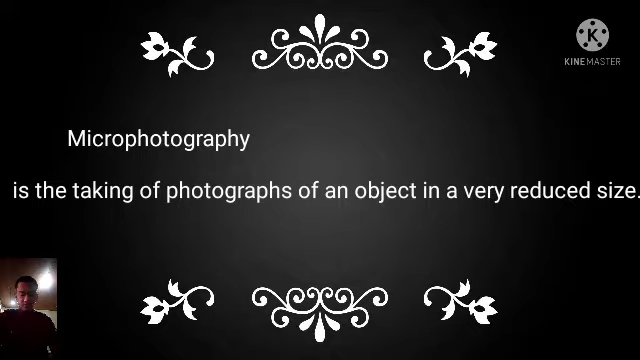 KINEMASTER
Microphotography
is the taking of photographs of an object in a very reduced size.